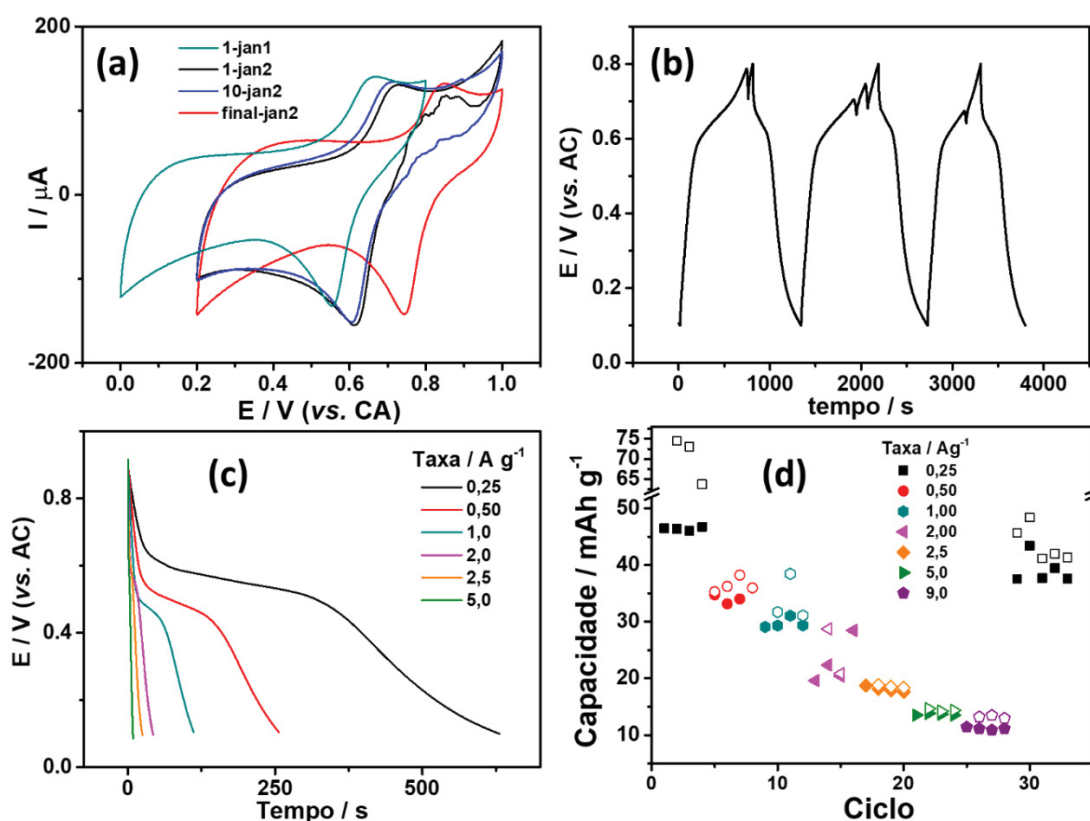 (a)
1-jan1
1-jan2
10-jan2
final-jan2
200
0
-200
I / µA
0.0 0.2 0.4 0.6 0.8 1.0
E / V (vs. CA)
(b)
0.8
0.6
0.4
0.2
0.0
E / V (vs. AC)
0 1000 2000 3000 4000
tempo / s
(c)
Taxa / A g-1
0,25
0,50
1,0
2,0
2,5
5,0
0.8
0.4
0.0
E / V (vs. AC)
0 250 500
Tempo / s
(d)
Taxa / Ag-1
0,25
0,50
1,00
2,00
2,5
5,0
9,0
75
70
65
50
40
30
20
10
Capacidade / mAh g-1
0 10 20 30
Ciclo